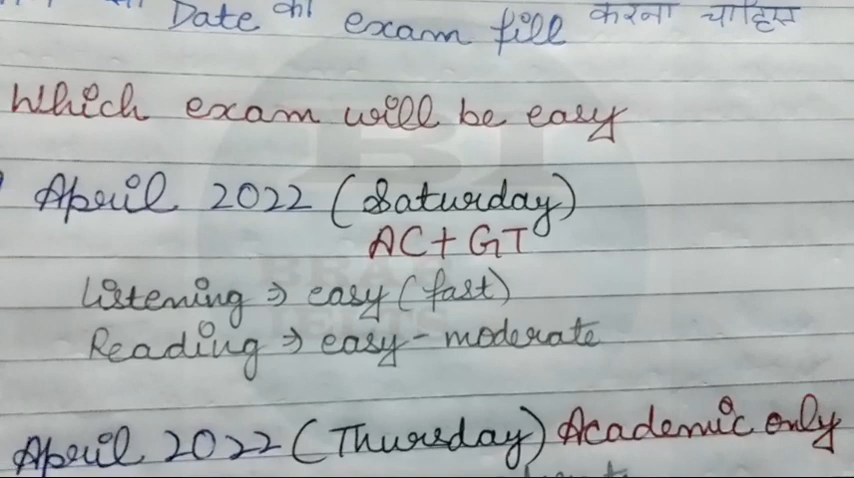 Date का exam fill करना चाहिए
Which exam will be easy
April 2022 (Saturday)
AC + GT
Listening ⇒ easy (fast)
Reading ⇒ easy - moderate
April 2022 (Thursday) Academic only